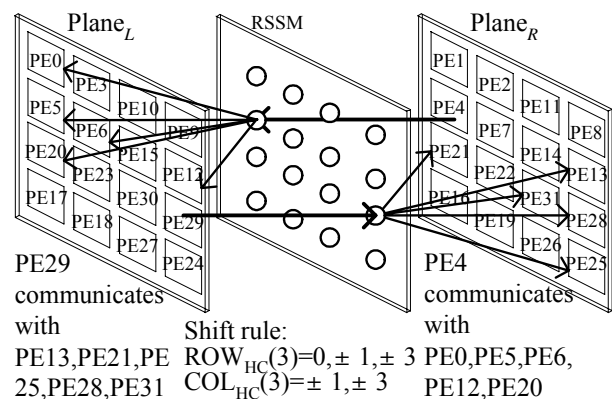 Plane_L RSSM Plane_R
PE0 PE3 PE10 PE9
PE5 PE6 PE15 PE12
PE20 PE23 PE30 PE29
PE17 PE18 PE27 PE24
PE1 PE2 PE11 PE8
PE4 PE7 PE14 PE13
PE21 PE22 PE31 PE28
PE16 PE19 PE26 PE25
PE29
communicates
with
PE13,PE21,PE
25,PE28,PE31
Shift rule:
ROW_HC(3)=0,± 1,± 3
COL_HC(3)=± 1,± 3
PE4
communicates
with
PE0,PE5,PE6,
PE12,PE20